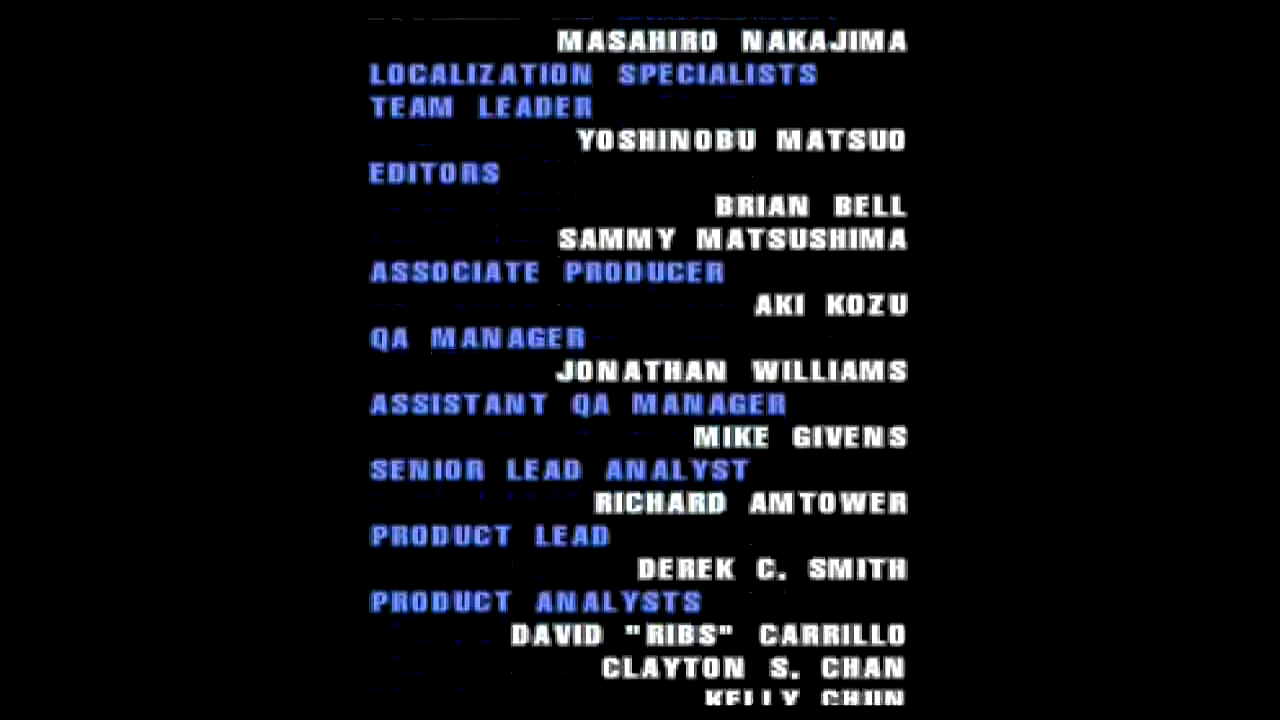 MASAHIRO NAKAJIMA
LOCALIZATION SPECIALISTS
TEAM LEADER
YOSHINOBU MATSUO
EDITORS
BRIAN BELL
SAMMY MATSUSHIMA
ASSOCIATE PRODUCER
AKI KOZU
QA MANAGER
JONATHAN WILLIAMS
ASSISTANT QA MANAGER
MIKE GIVENS
SENIOR LEAD ANALYST
RICHARD AMTOWER
PRODUCT LEAD
DEREK C. SMITH
PRODUCT ANALYSTS
DAVID "RIBS" CARRILLO
CLAYTON S. CHAN
KELLY CHUN